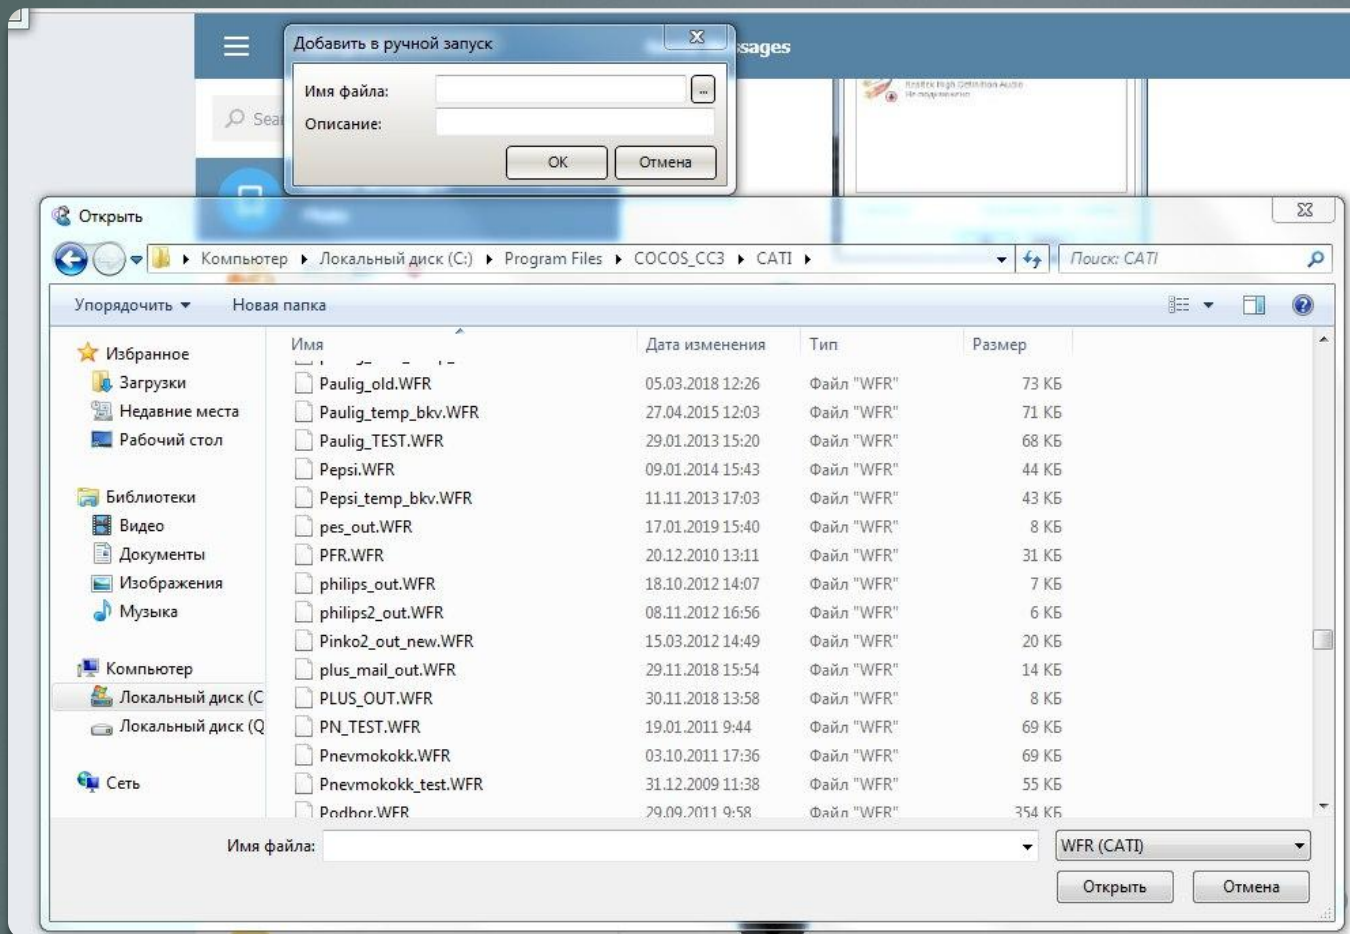 Добавить в ручной запуск
ssages
Имя файла:
...
Sea
Описание:
OK
Отмена
Realtek High Definition Audio
Не подключено
Открыть
Компьютер ▸ Локальный диск (C:) ▸ Program Files ▸ COCOS_CC3 ▸ CATI ▸
Поиск: CATI
Упорядочить
Новая папка
Имя Дата изменения Тип Размер
Избранное
Загрузки
Недавние места
Рабочий стол
Библиотеки
Видео
Документы
Изображения
Музыка
Компьютер
Локальный диск (C
Локальный диск (Q
Сеть
Paulig_old.WFR 05.03.2018 12:26 Файл "WFR" 73 КБ
Paulig_temp_bkv.WFR 27.04.2015 12:03 Файл "WFR" 71 КБ
Paulig_TEST.WFR 29.01.2013 15:20 Файл "WFR" 68 КБ
Pepsi.WFR 09.01.2014 15:43 Файл "WFR" 44 КБ
Pepsi_temp_bkv.WFR 11.11.2013 17:03 Файл "WFR" 43 КБ
pes_out.WFR 17.01.2019 15:40 Файл "WFR" 8 КБ
PFR.WFR 20.12.2010 13:11 Файл "WFR" 31 КБ
philips_out.WFR 18.10.2012 14:07 Файл "WFR" 7 КБ
philips2_out.WFR 08.11.2012 16:56 Файл "WFR" 6 КБ
Pinko2_out_new.WFR 15.03.2012 14:49 Файл "WFR" 20 КБ
plus_mail_out.WFR 29.11.2018 15:54 Файл "WFR" 14 КБ
PLUS_OUT.WFR 30.11.2018 13:58 Файл "WFR" 8 КБ
PN_TEST.WFR 19.01.2011 9:44 Файл "WFR" 69 КБ
Pnevmokokk.WFR 03.10.2011 17:36 Файл "WFR" 69 КБ
Pnevmokokk_test.WFR 31.12.2009 11:38 Файл "WFR" 55 КБ
Podbor.WFR 29.09.2011 9:58 Файл "WFR" 354 КБ
Имя файла:
WFR (CATI)
Открыть
Отмена